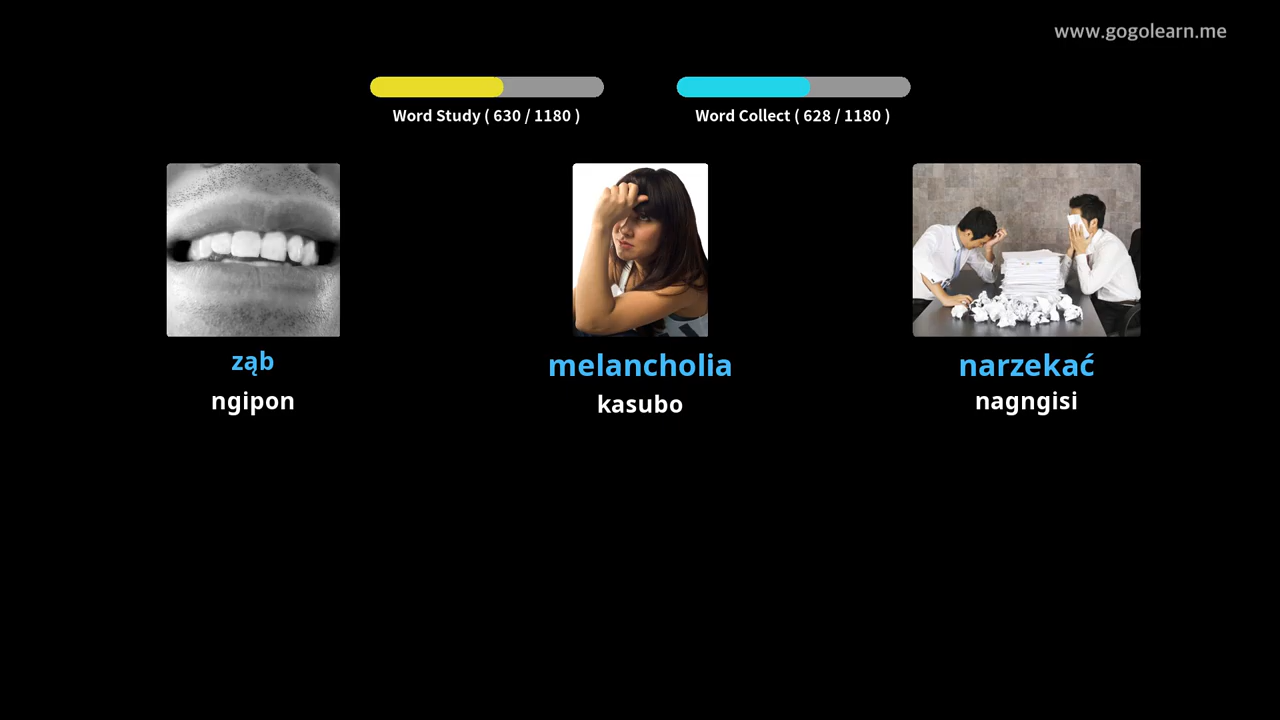 www.gogolearn.me
Word Study ( 630 / 1180 )
Word Collect ( 628 / 1180 )
ząb
ngipon
melancholia
kasubo
narzekać
nagngisi